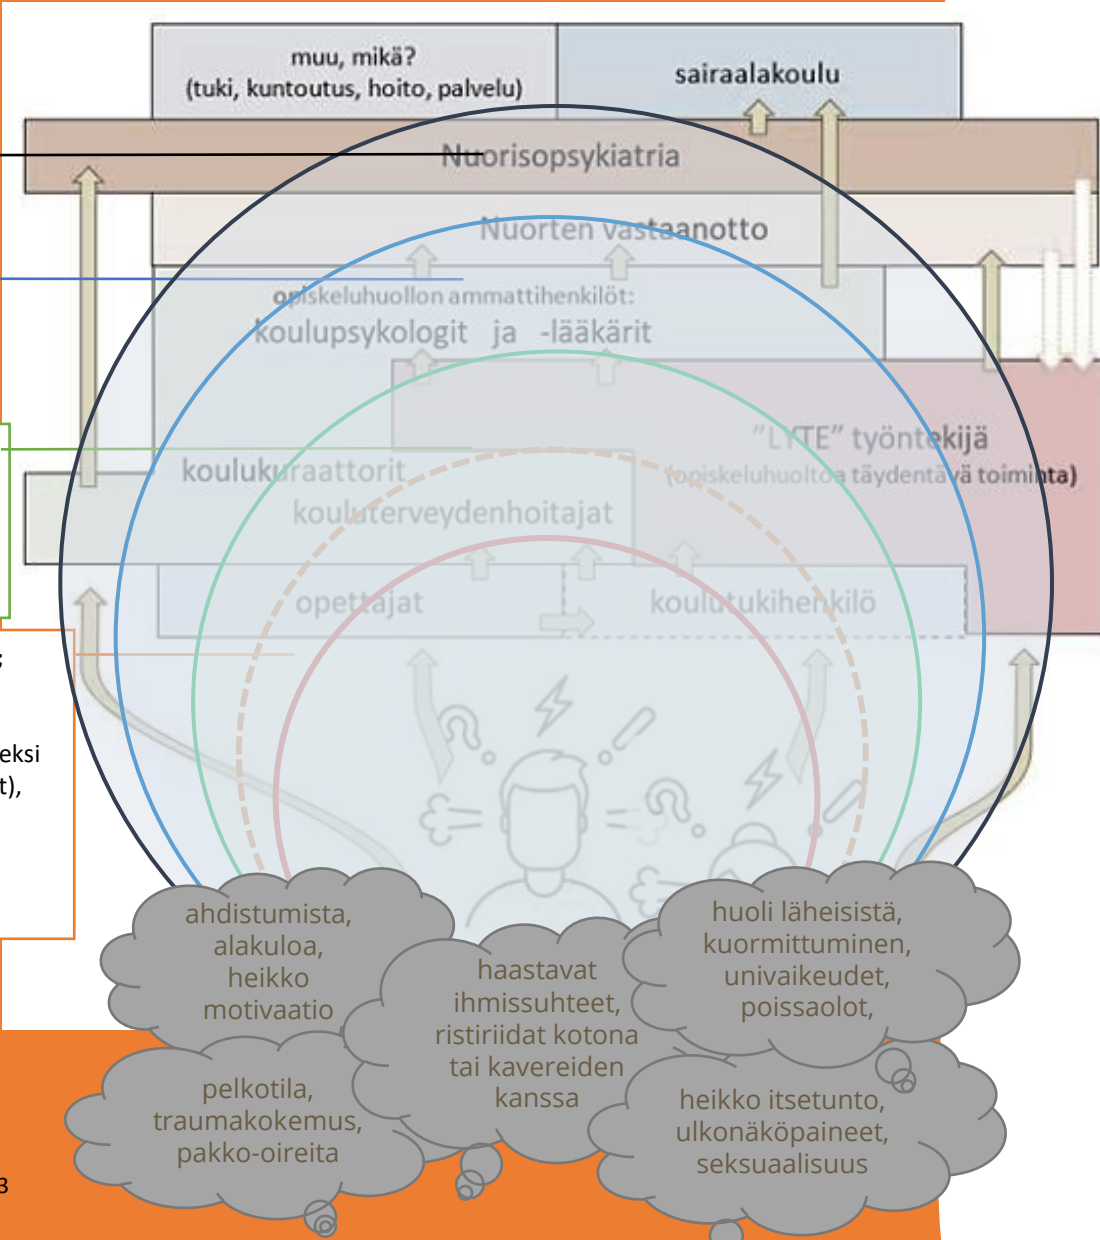 muu, mikä?
(tuki, kuntoutus, hoito, palvelu)
sairaalakoulu
Nuorisopsykiatria
Nuorten vastaanotto
opiskeluhuollon ammattihenkilöt:
koulupsykologit ja -lääkärit
”LYTE” työntekijä
(opiskeluhuoltoa täydentävä toiminta)
koulukuraattorit
kouluterveydenhoitajat
opettajat
koulutukihenkilö
;
eksi
t),
ahdistumista,
alakuloa,
heikko
motivaatio
haastavat
ihmissuhteet,
ristiriidat kotona
tai kavereiden
kanssa
huoli läheisistä,
kuormittuminen,
univaikeudet,
poissaolot,
pelkotila,
traumakokemus,
pakko-oireita
heikko itsetunto,
ulkonäköpaineet,
seksuaalisuus
3